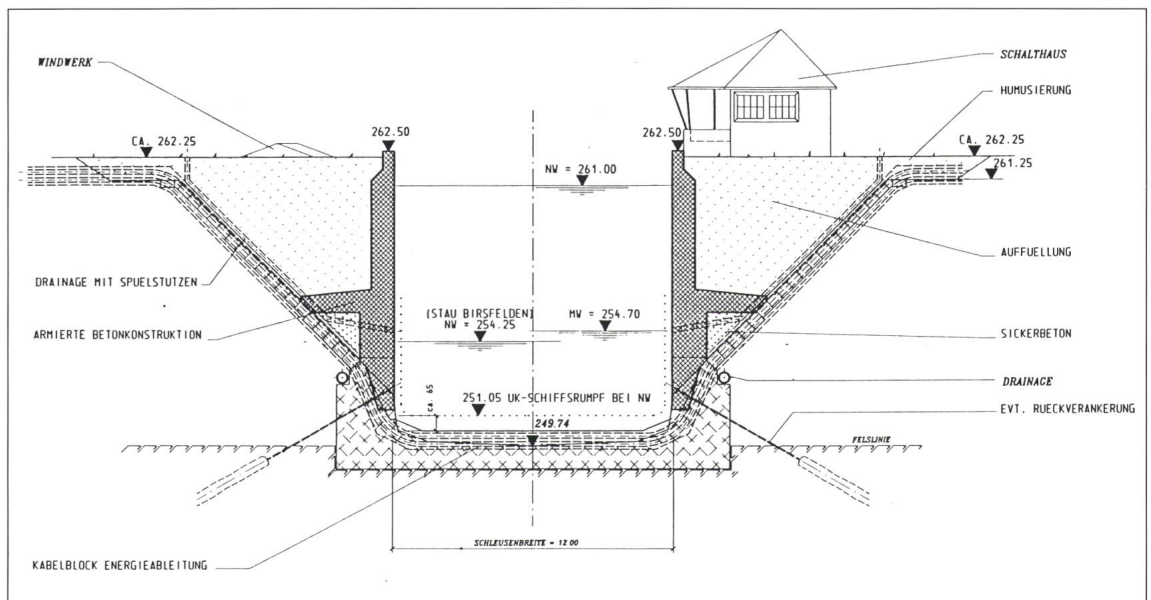 WINDWERK
SCHALTHAUS
HUMUSIERUNG
CA. 262.25
262.50
262.50
CA. 262.25
261.25
NW = 261.00
AUFFUELLUNG
DRAINAGE MIT SPUELSTUTZEN
(STAU BIRSFELDEN)
NW = 254.25
MW = 254.70
ARMIERTE BETONKONSTRUKTION
SICKERBETON
DRAINAGE
ca. 65
251.05 UK-SCHIFFSRUMPF BEI NW
EVT. RUECKVERANKERUNG
249.74
FELSLINIE
SCHLEUSENBREITE = 12 00
KABELBLOCK ENERGIEABLEITUNG